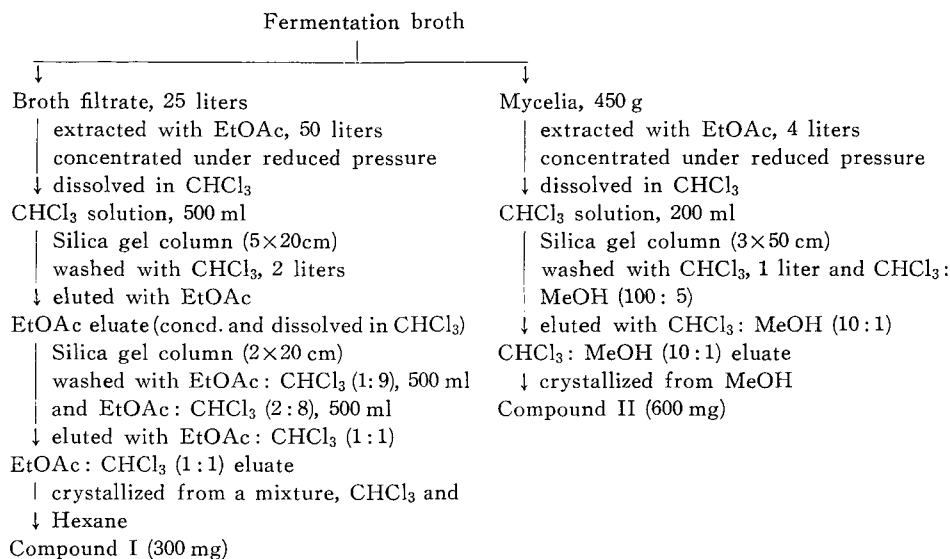 Fermentation broth
Broth filtrate, 25 liters
extracted with EtOAc, 50 liters
concentrated under reduced pressure
↓ dissolved in CHCl₃
CHCl₃ solution, 500 ml
Silica gel column (5×20cm)
washed with CHCl₃, 2 liters
↓ eluted with EtOAc
EtOAc eluate (concd. and dissolved in CHCl₃)
Silica gel column (2×20 cm)
washed with EtOAc: CHCl₃ (1:9), 500 ml
and EtOAc: CHCl₃ (2:8), 500 ml
↓ eluted with EtOAc: CHCl₃ (1:1)
EtOAc: CHCl₃ (1:1) eluate
crystallized from a mixture, CHCl₃ and
↓ Hexane
Compound I (300 mg)
Mycelia, 450 g
extracted with EtOAc, 4 liters
concentrated under reduced pressure
↓ dissolved in CHCl₃
CHCl₃ solution, 200 ml
Silica gel column (3×50 cm)
washed with CHCl₃, 1 liter and CHCl₃:
MeOH (100: 5)
↓ eluted with CHCl₃: MeOH (10:1)
CHCl₃: MeOH (10:1) eluate
↓ crystallized from MeOH
Compound II (600 mg)